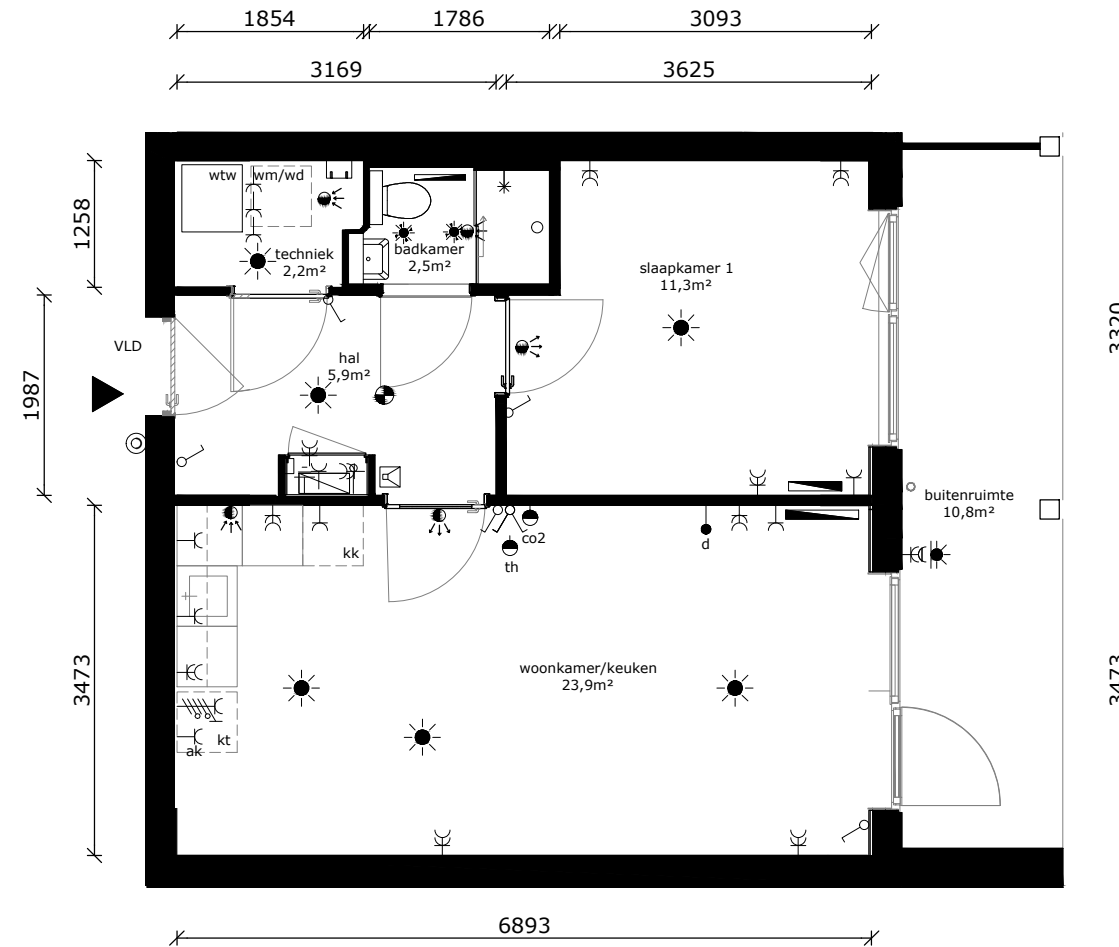 1854
1786
3093
3169
3625
1258
wtw
wm/wd
techniek
2,2m²
badkamer
2,5m²
slaapkamer 1
11,3m²
3320
VLD
hal
5,9m²
1987
buitenruimte
10,8m²
kk
co2
th
d
woonkamer/keuken
23,9m²
3473
3473
ak
kt
6893